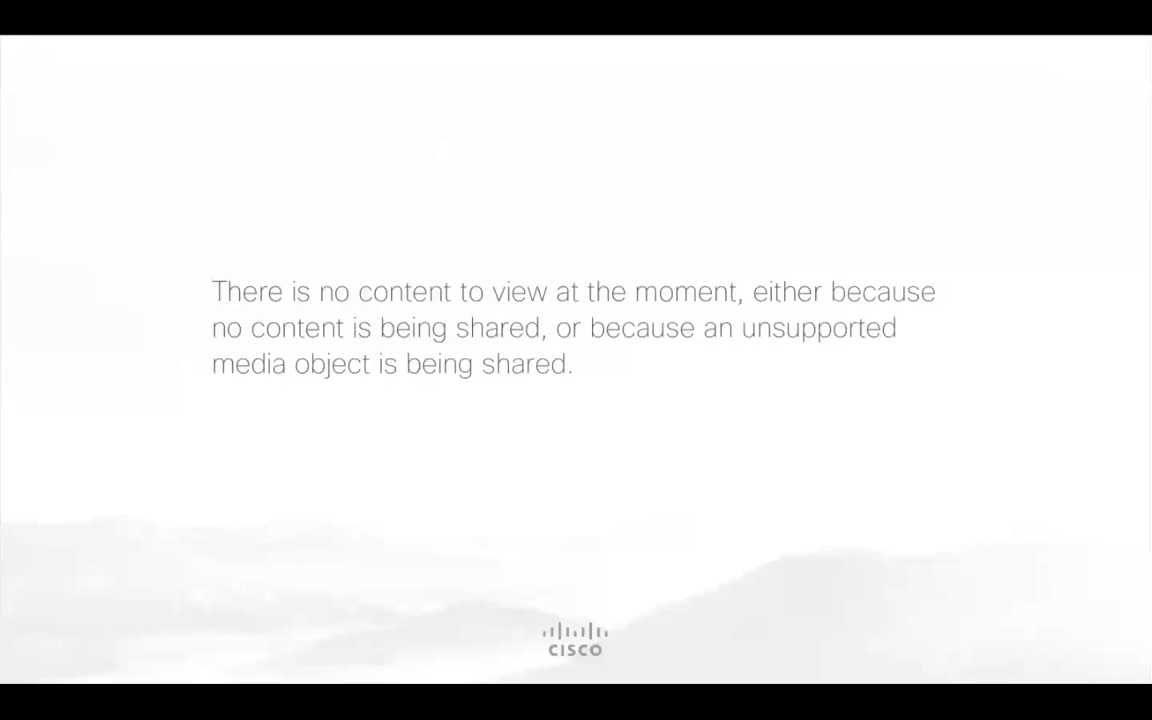 There is no content to view at the moment, either because
no content is being shared, or because an unsupported
media object is being shared.
CISCO